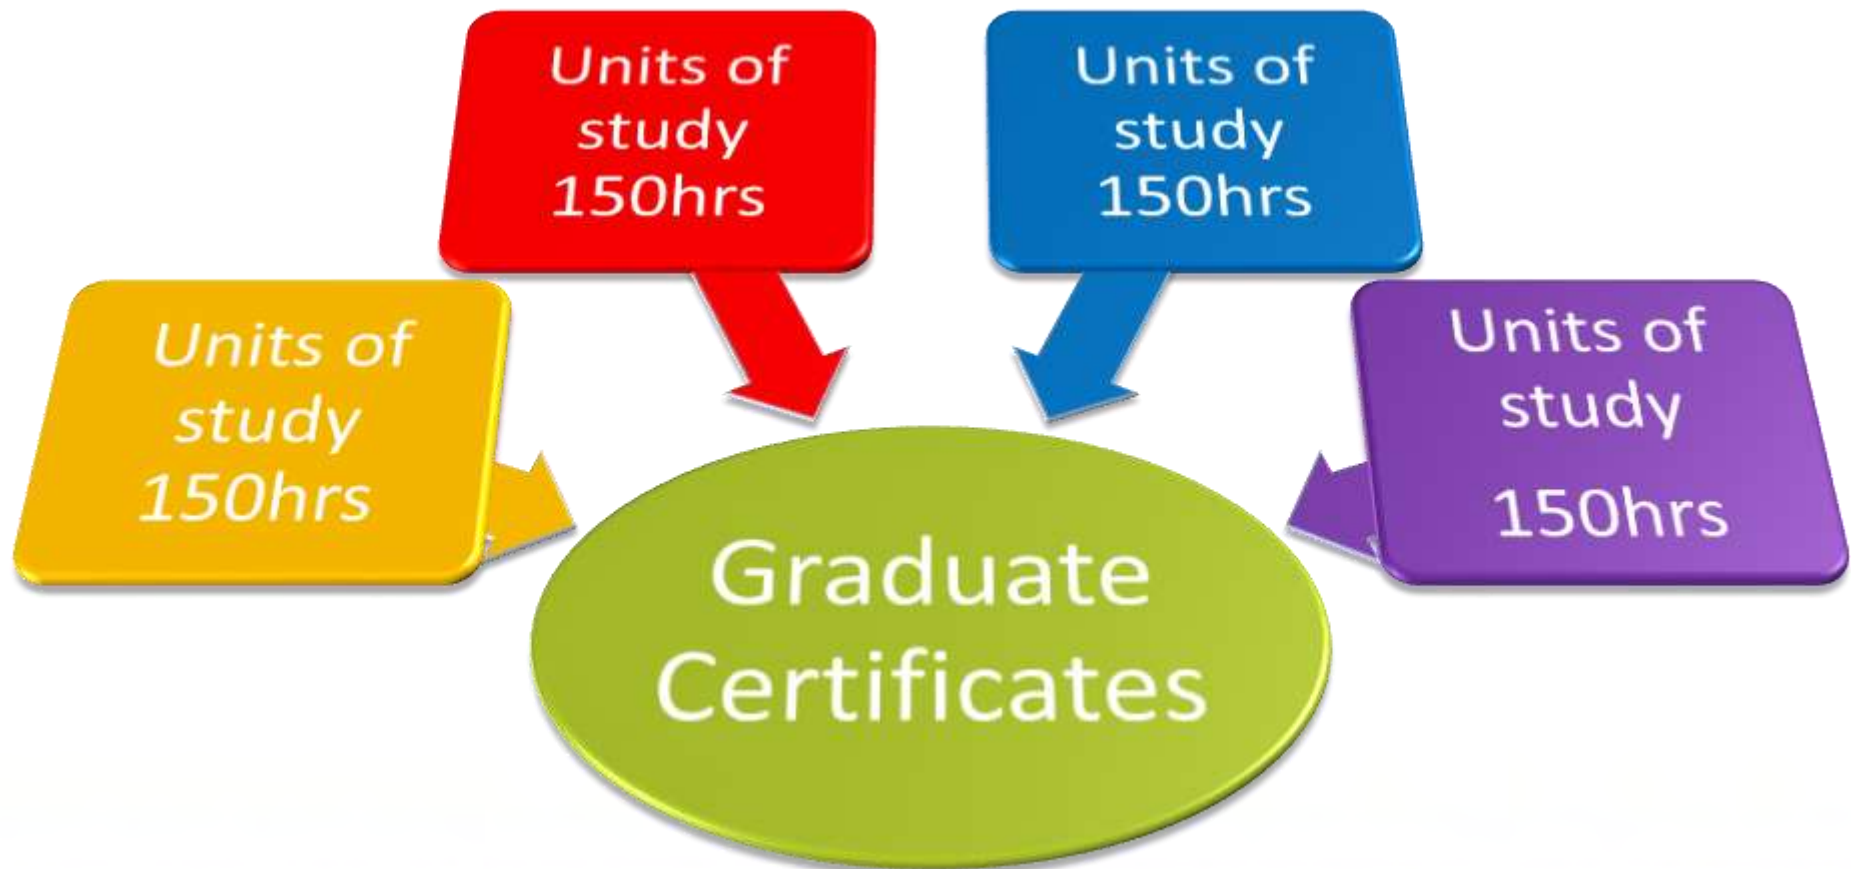 Units of
study
150hrs
Units of
study
150hrs
Units of
study
150hrs
Units of
study
150hrs
Graduate
Certificates